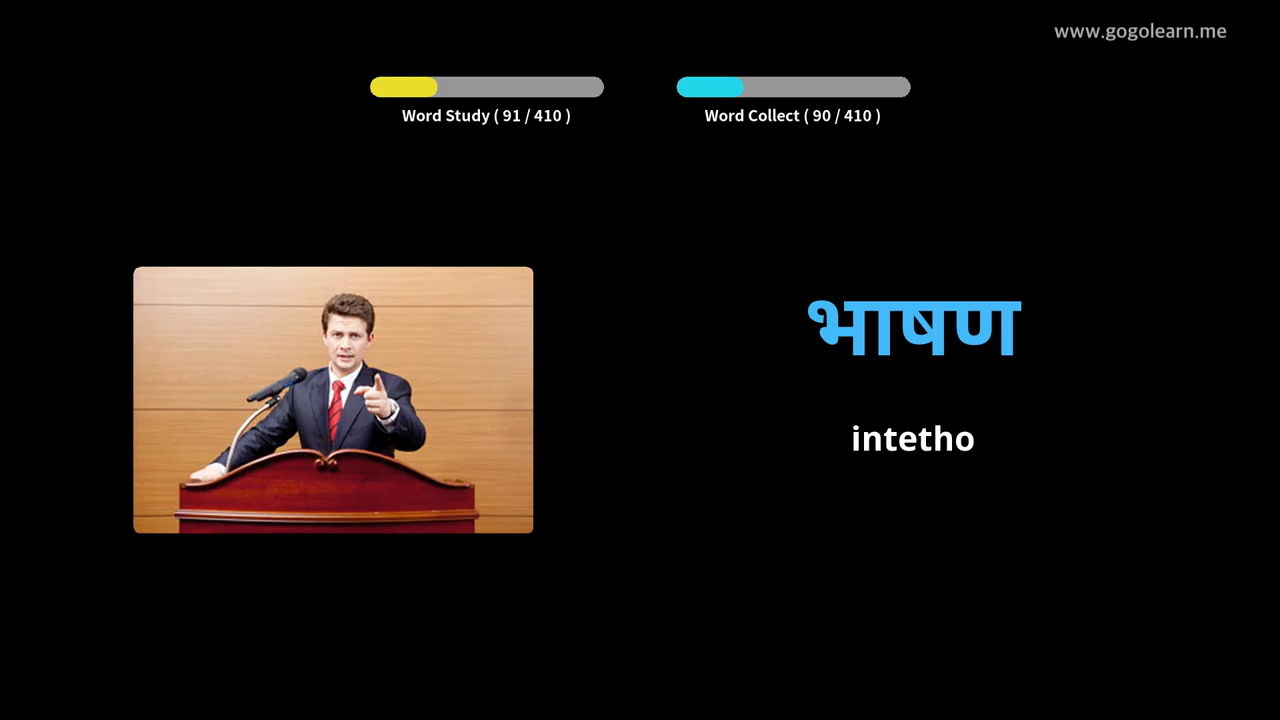 www.gogolearn.me
Word Study ( 91 / 410 )
Word Collect ( 90 / 410 )
भाषण
intetho